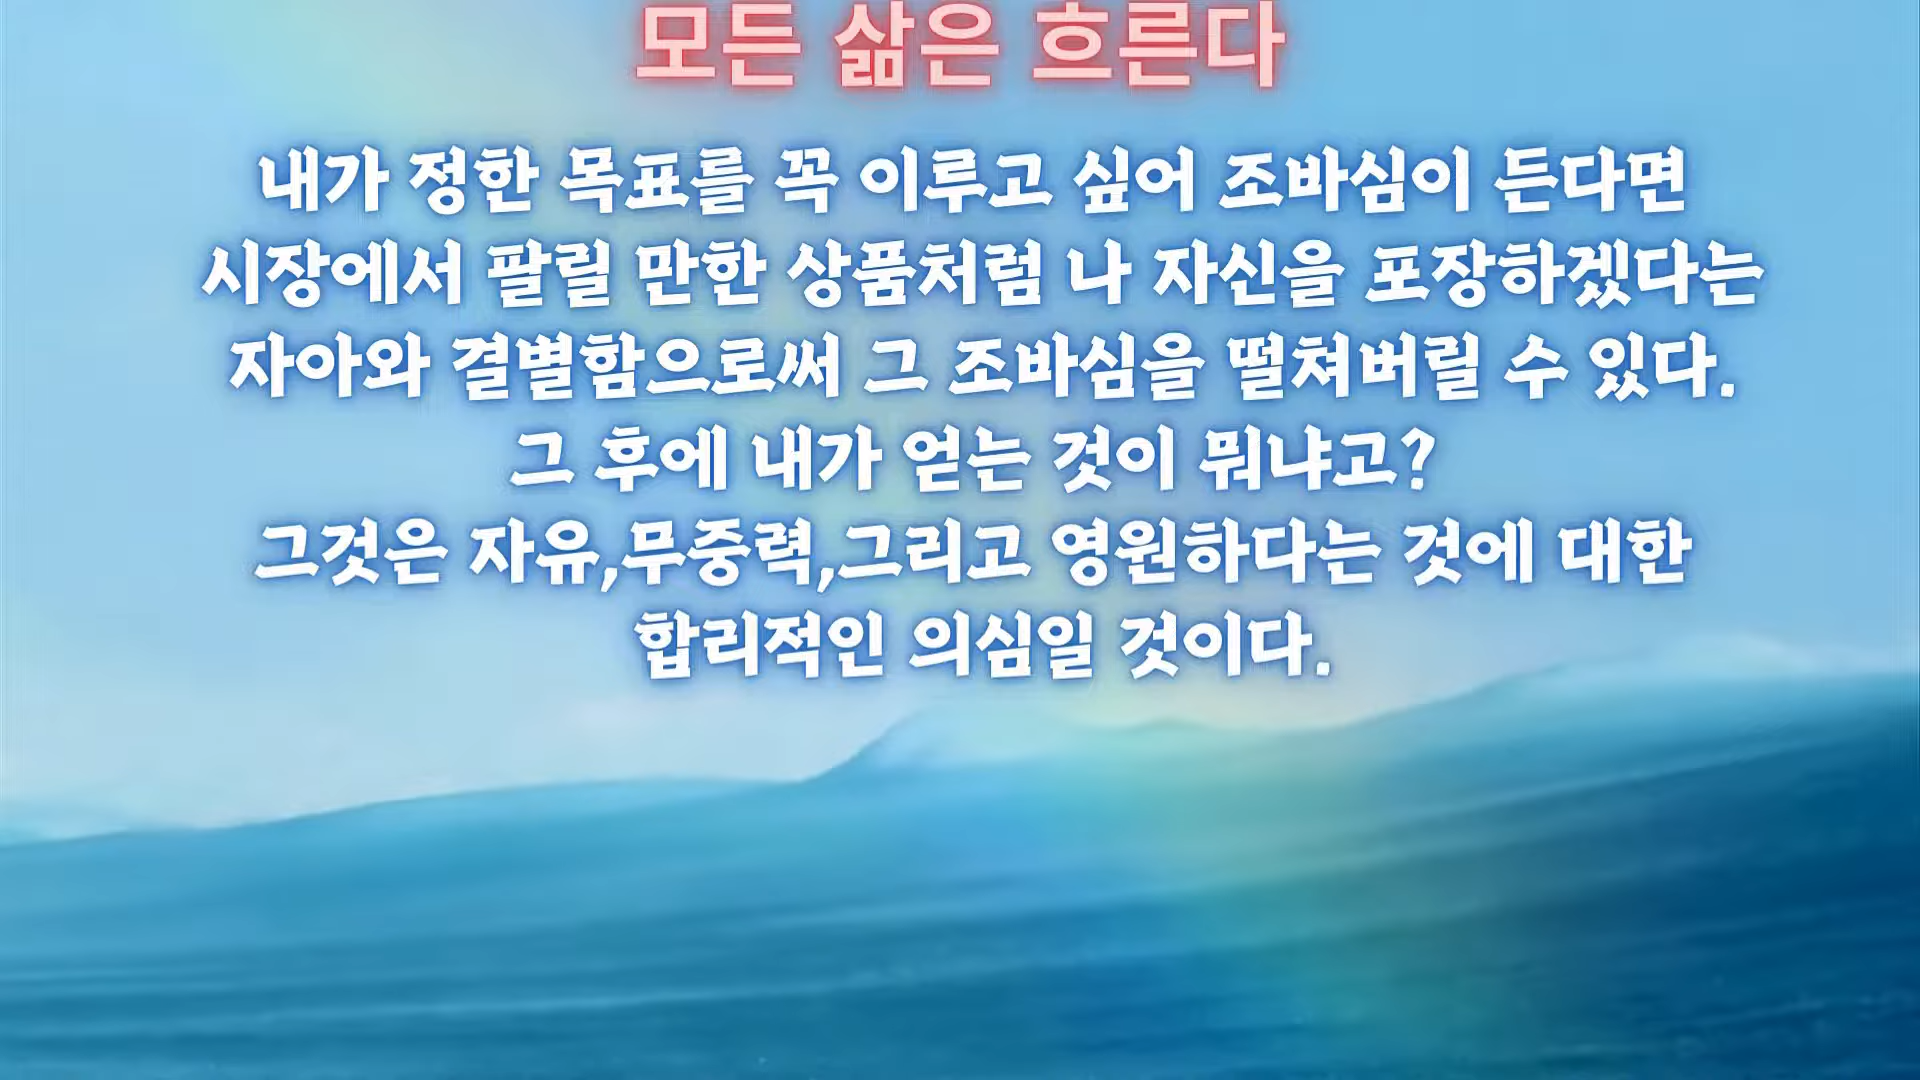 모든 삶은 흐른다
내가 정한 목표를 꼭 이루고 싶어 조바심이 든다면
시장에서 팔릴 만한 상품처럼 나 자신을 포장하겠다는
자아와 결별함으로써 그 조바심을 떨쳐버릴 수 있다.
그 후에 내가 얻는 것이 뭐냐고?
그것은 자유,무중력,그리고 영원하다는 것에 대한
합리적인 의심일 것이다.